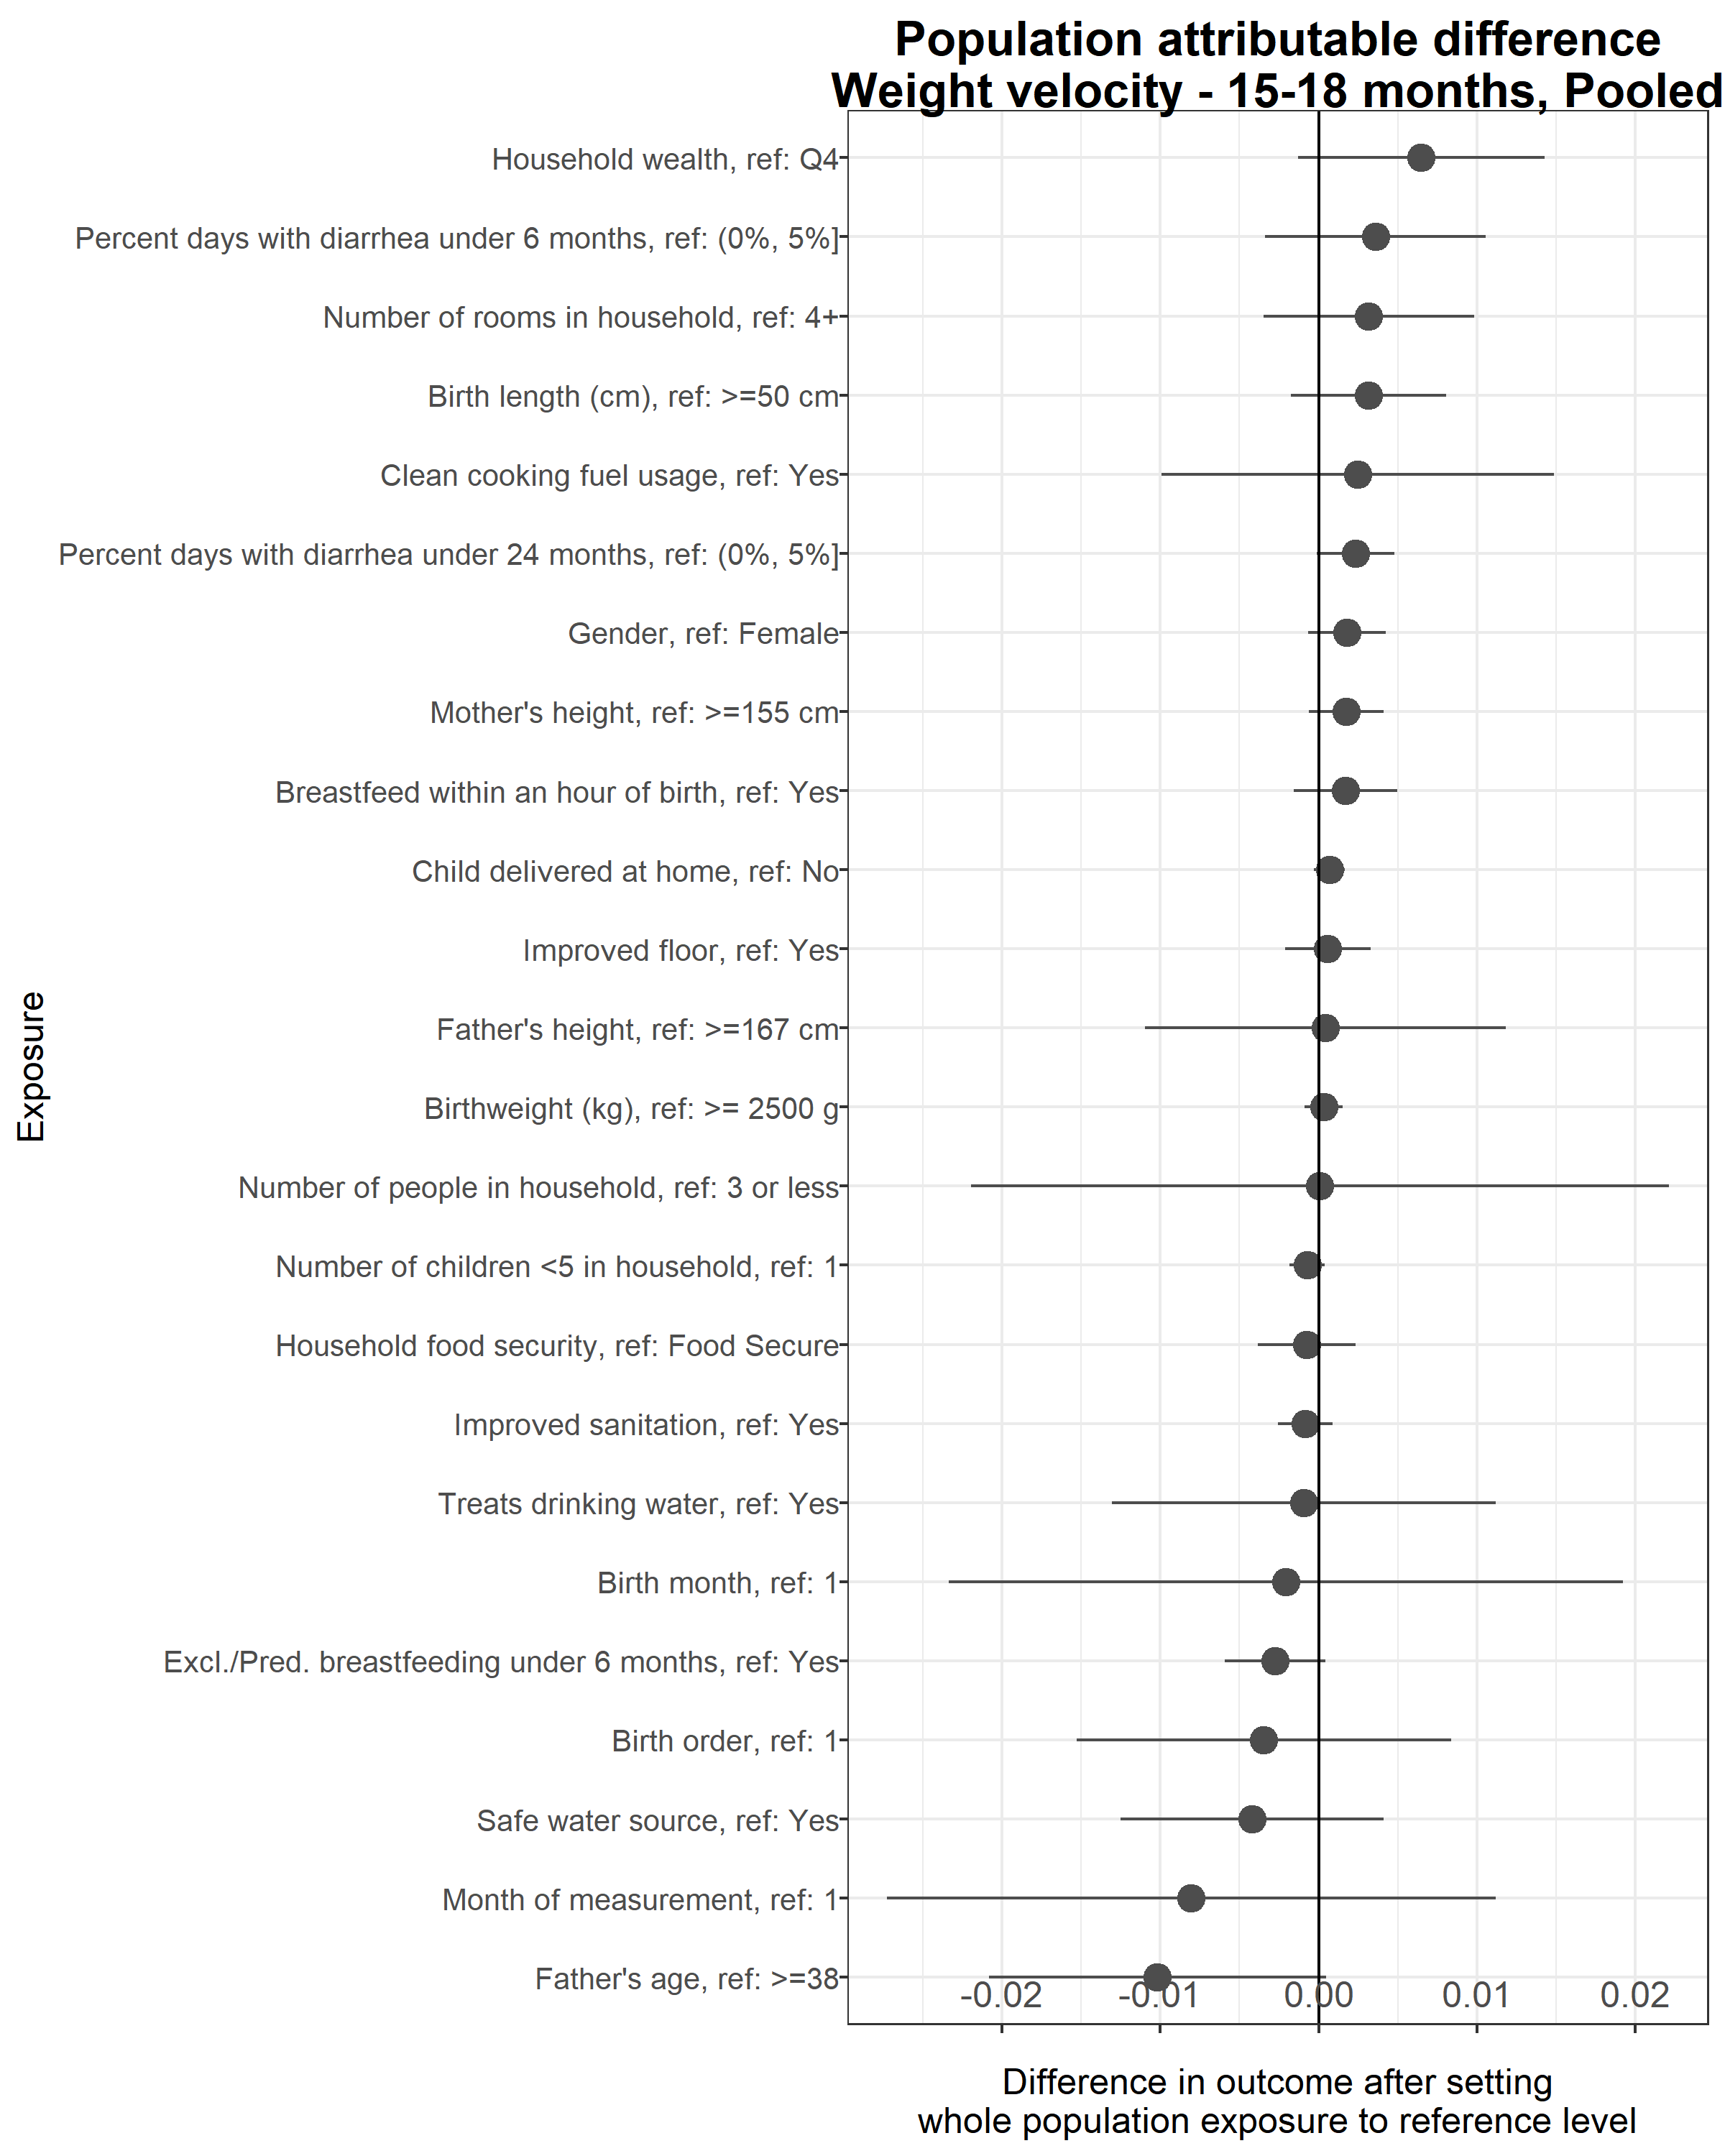 Population attributable difference
Weight velocity - 15-18 months, Pooled
Household wealth, ref: Q4
Percent days with diarrhea under 6 months, ref: (0%, 5%]
Number of rooms in household, ref: 4+
Birth length (cm), ref: >=50 cm
Clean cooking fuel usage, ref: Yes
Percent days with diarrhea under 24 months, ref: (0%, 5%]
Gender, ref: Female
Mother's height, ref: >=155 cm
Breastfeed within an hour of birth, ref: Yes
Child delivered at home, ref: No
Improved floor, ref: Yes
Father's height, ref: >=167 cm
Birthweight (kg), ref: >= 2500 g
Number of people in household, ref: 3 or less
Number of children <5 in household, ref: 1
Household food security, ref: Food Secure
Improved sanitation, ref: Yes
Treats drinking water, ref: Yes
Birth month, ref: 1
Excl./Pred. breastfeeding under 6 months, ref: Yes
Birth order, ref: 1
Safe water source, ref: Yes
Month of measurement, ref: 1
Father's age, ref: >=38
Exposure
-0.02 -0.01 0.00 0.01 0.02
Difference in outcome after setting
whole population exposure to reference level